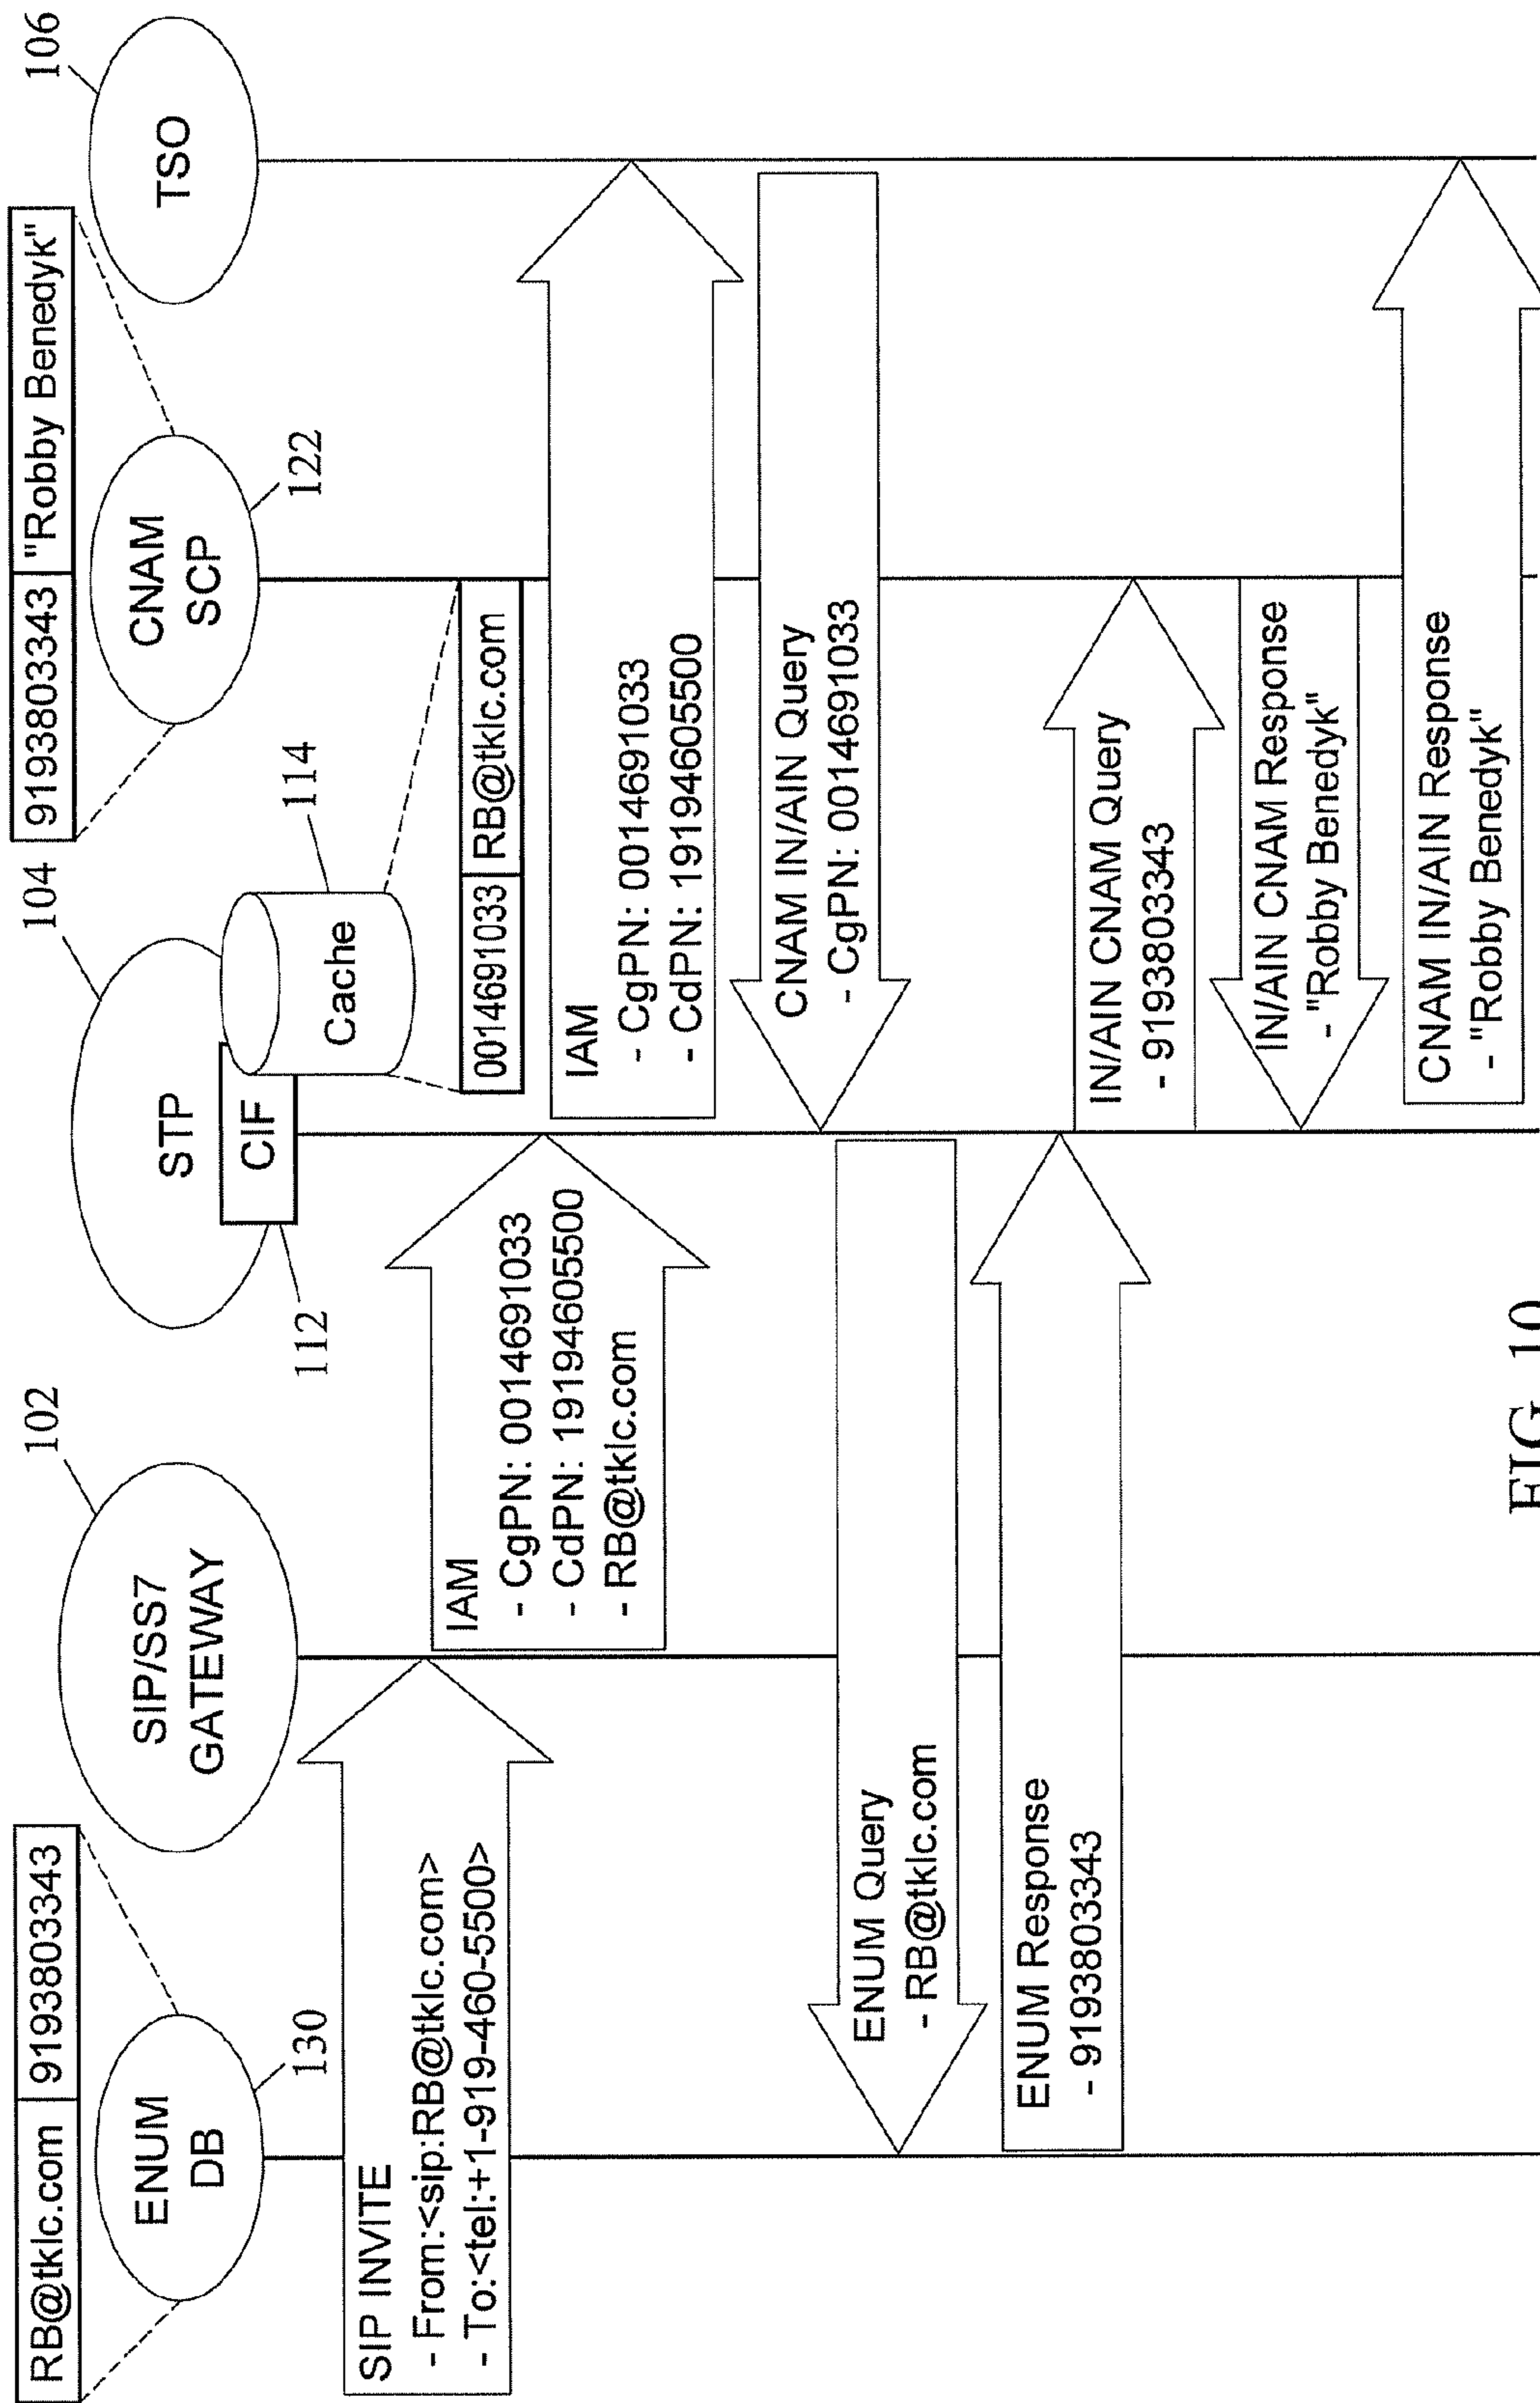 RB@tklc.com 9193803343
ENUM
DB
130
SIP/SS7
GATEWAY
102
STP
104
CIF
112
Cache
114
0014691033 RB@tklc.com
9193803343 "Robby Benedyk"
CNAM
SCP
122
TSO
106
SIP INVITE
- From:<sip:RB@tklc.com>
- To:<tel:+1-919-460-5500>
IAM
- CgPN: 0014691033
- CdPN: 19194605500
- RB@tklc.com
IAM
- CgPN: 0014691033
- CdPN: 19194605500
CNAM IN/AIN Query
- CgPN: 0014691033
ENUM Query
- RB@tklc.com
ENUM Response
- 9193803343
IN/AIN CNAM Query
- 9193803343
IN/AIN CNAM Response
- "Robby Benedyk"
CNAM IN/AIN Response
- "Robby Benedyk"
FIG. 10